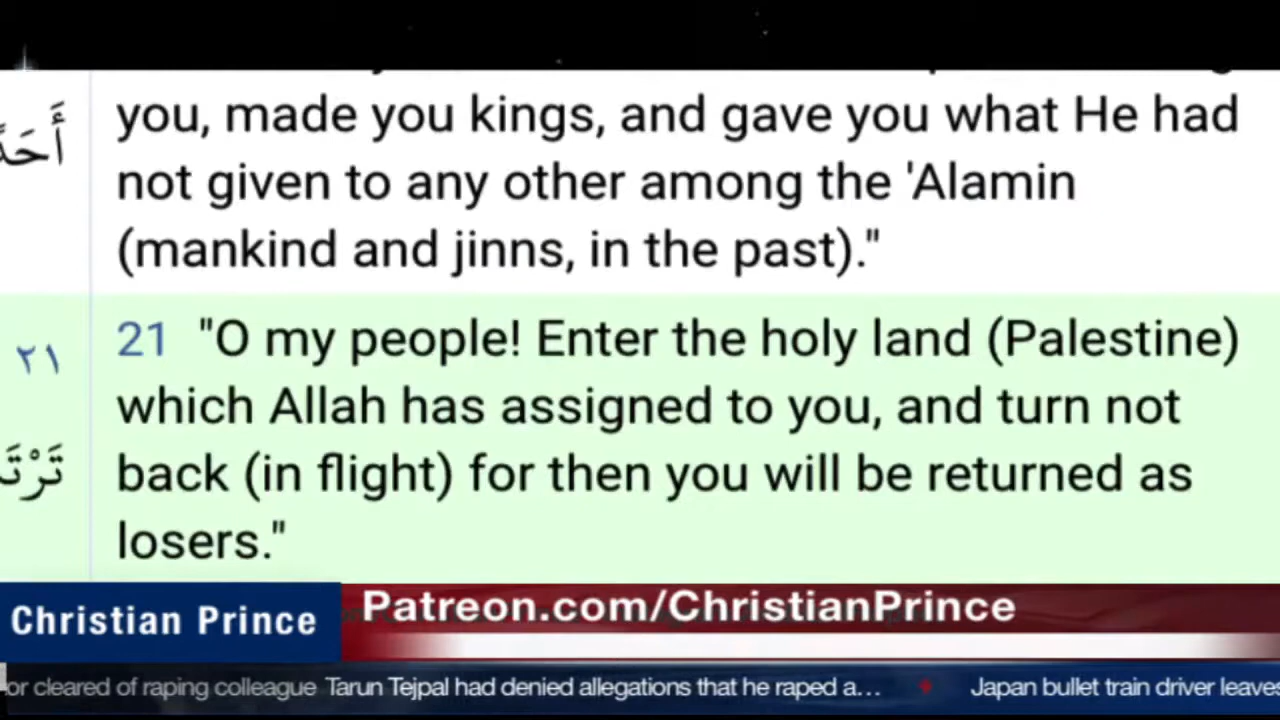 you, made you kings, and gave you what He had
not given to any other among the 'Alamin
(mankind and jinns, in the past)."
٢١
21 "O my people! Enter the holy land (Palestine)
which Allah has assigned to you, and turn not
back (in flight) for then you will be returned as
losers."
Christian Prince
Patreon.com/ChristianPrince
or cleared of raping colleague Tarun Tejpal had denied allegations that he raped a… Japan bullet train driver leaves